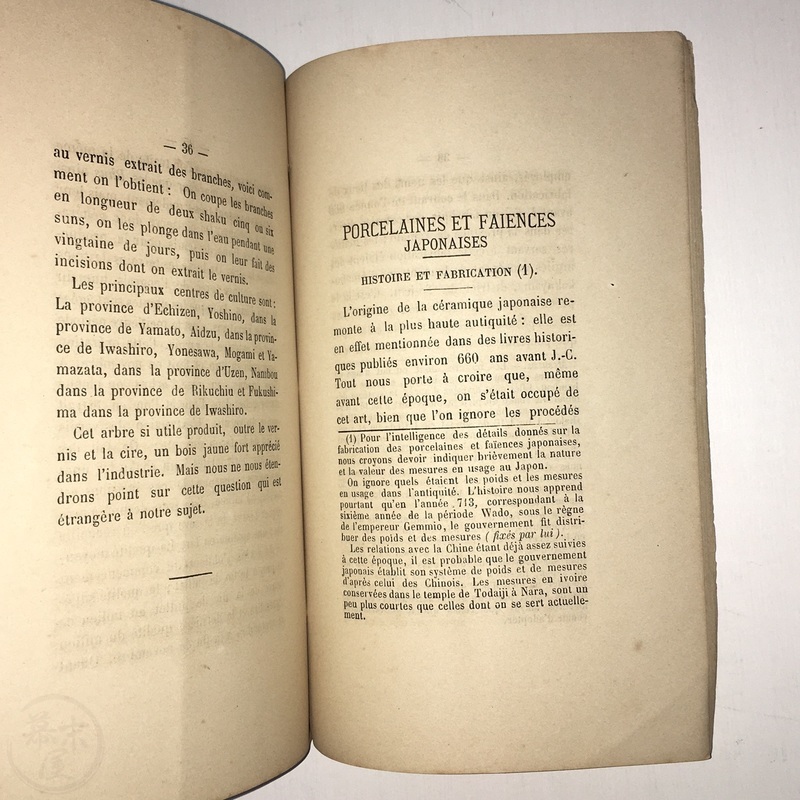 — 36 —
au vernis extrait des branches, voici com-
ment on l'obtient : On coupe les branches
en longueur de deux shaku cinq ou six
suns, on les plonge dans l'eau pendant une
vingtaine de jours, puis on leur fait des
incisions dont on extrait le vernis.
Les principaux centres de culture sont :
La province d'Echizen, Yoshino, dans la
province de Yamato, Aidzu, dans la provin-
ce de Iwashiro, Yonesawa, Mogami et Ya-
mazata, dans la province d'Uzen, Nambou
dans la province de Rikuchiu et Fukushi-
ma dans la province de Iwashiro.
Cet arbre si utile produit, outre le ver-
nis et la cire, un bois jaune fort apprécié
dans l'industrie. Mais nous ne nous éten-
drons point sur cette question qui est
étrangère à notre sujet.
PORCELAINES ET FAÏENCES
JAPONAISES
HISTOIRE ET FABRICATION (1).
L'origine de la céramique japonaise re-
monte à la plus haute antiquité : elle est
en effet mentionnée dans des livres histori-
ques publiés environ 660 ans avant J.-C.
Tout nous porte à croire que, même
avant cette époque, on s'était occupé de
cet art, bien que l'on ignore les procédés
(1) Pour l'intelligence des détails donnés sur la
fabrication des porcelaines et faïences japonaises,
nous croyons devoir indiquer brièvement la nature
et la valeur des mesures en usage au Japon.
On ignore quels étaient les poids et les mesures
en usage dans l'antiquité. L'histoire nous apprend
pourtant qu'en l'année 713, correspondant à la
sixième année de la période Wado, sous le règne
de l'empereur Gemmio, le gouvernement fit distri-
buer des poids et des mesures (fixés par lui).
Les relations avec la Chine étant déjà assez suivies
à cette époque, il est probable que le gouvernement
japonais établit son système de poids et de mesures
d'après celui des Chinois. Les mesures en ivoire
conservées dans le temple de Todaiji à Nara, sont un
peu plus courtes que celles dont on se sert actuelle-
ment.